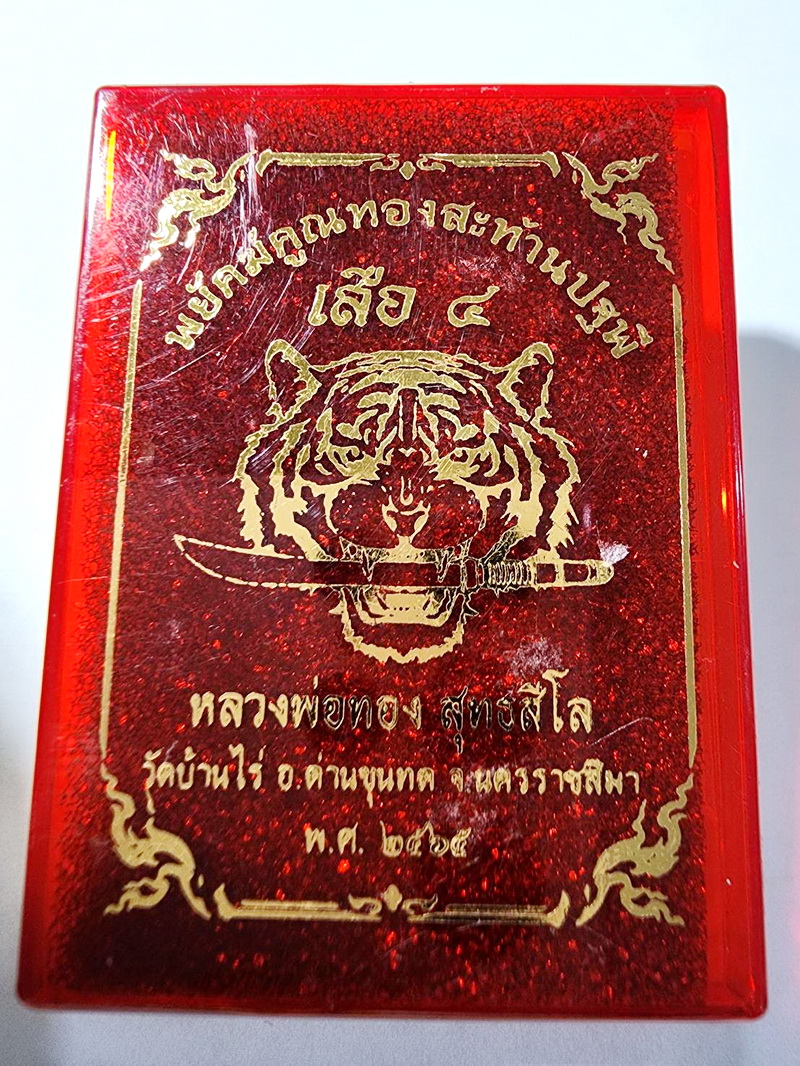 พยัคฆ์คูณทองสะท้านปฐพี
เสือ ๔
หลวงพ่อทอง สุทธสีโล
วัดบ้านไร่ อ.ด่านขุนทด จ.นครราชสีมา
พ.ศ. ๒๕๖๕